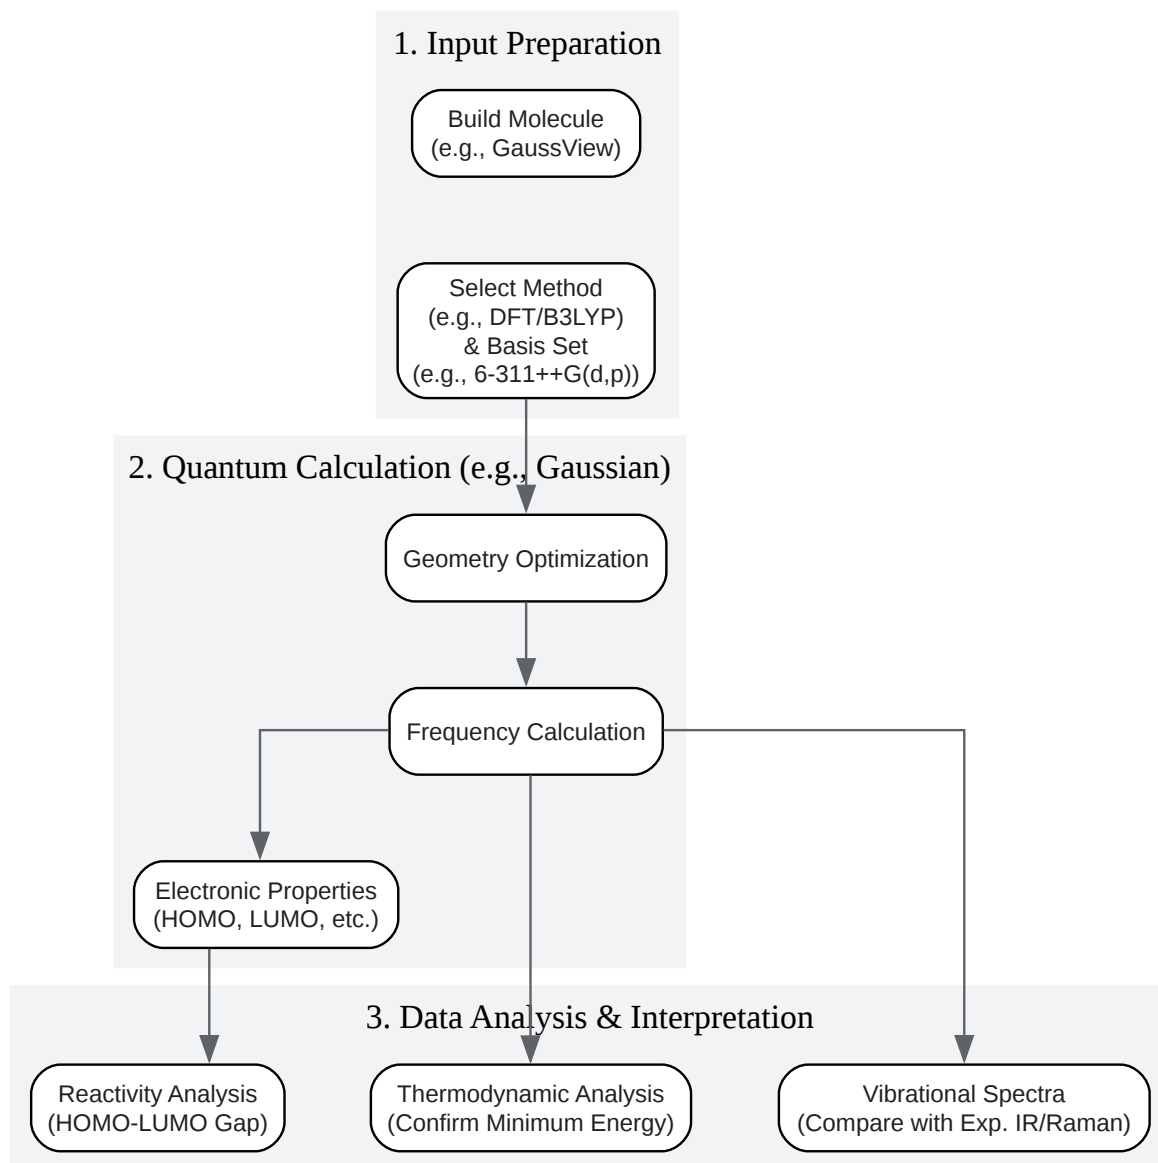 1. Input Preparation
Build Molecule
(e.g., GaussView)
Select Method
(e.g., DFT/B3LYP)
& Basis Set
(e.g., 6-311++G(d,p))
2. Quantum Calculation (e.g., Gaussian)
Geometry Optimization
Frequency Calculation
Electronic Properties
(HOMO, LUMO, etc.)
3. Data Analysis & Interpretation
Reactivity Analysis
(HOMO-LUMO Gap)
Thermodynamic Analysis
(Confirm Minimum Energy)
Vibrational Spectra
(Compare with Exp. IR/Raman)